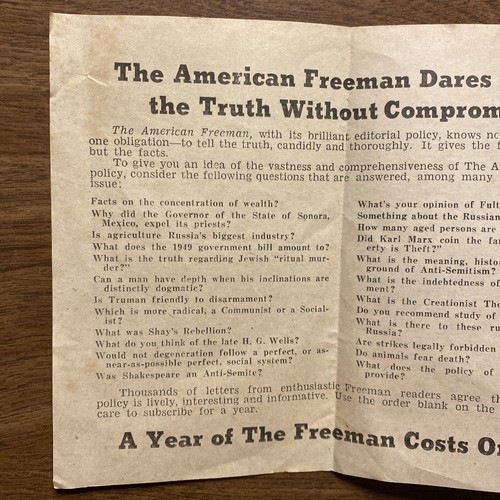 The American Freeman Dares
the Truth Without Comprom
The American Freeman, with its brilliant editorial policy, knows
one obligation—to tell the truth, candidly and thoroughly. It gives the f
but the facts.
To give you an idea of the vastness and comprehensiveness of The A
policy, consider the following questions that are answered, among many
issue:
Facts on the concentration of wealth?
Why did the Governor of the State of Sonora,
Mexico, expel its priests?
Is agriculture Russia's biggest industry?
What does the 1949 government bill amount to?
What is the truth regarding Jewish "ritual mur-
der?"
Can a man have depth when his inclinations are
distinctly dogmatic?
Is Truman friendly to disarmament?
Which is more radical, a Communist or a Social-
ist?
What was Shay's Rebellion?
What do you think of the late H. G. Wells?
Would not degeneration follow a perfect, or as-
near-as-possible perfect, social system?
Was Shakespeare an Anti-Semite?
What's your opinion of Fult
Something about the Russian
How many aged persons are
Did Karl Marx coin the fa
erty is Theft?"
What is the meaning, histor
ground of Anti-Semitism?
What is the indebtedness of
ment?
What is the Creationist The
Do you recommend study of
What is there to these ru
Russia?
Are strikes legally forbidden
Do animals fear death?
What does the policy of
provide?
Thousands of letters from enthusiastic Freeman readers agree th
policy is lively, interesting and informative. Use the order blank on the
care to subscribe for a year.
A Year of The Freeman Costs On